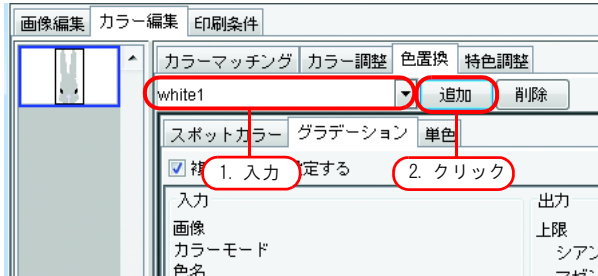 画像編集 カラー編集 印刷条件
カラーマッチング カラー調整 色置換 特色調整
white1 追加 削除
スポットカラー グラデーション 単色
定する
1. 入力 2. クリック
入力 出力
画像 上限
カラーモード シアン
色名